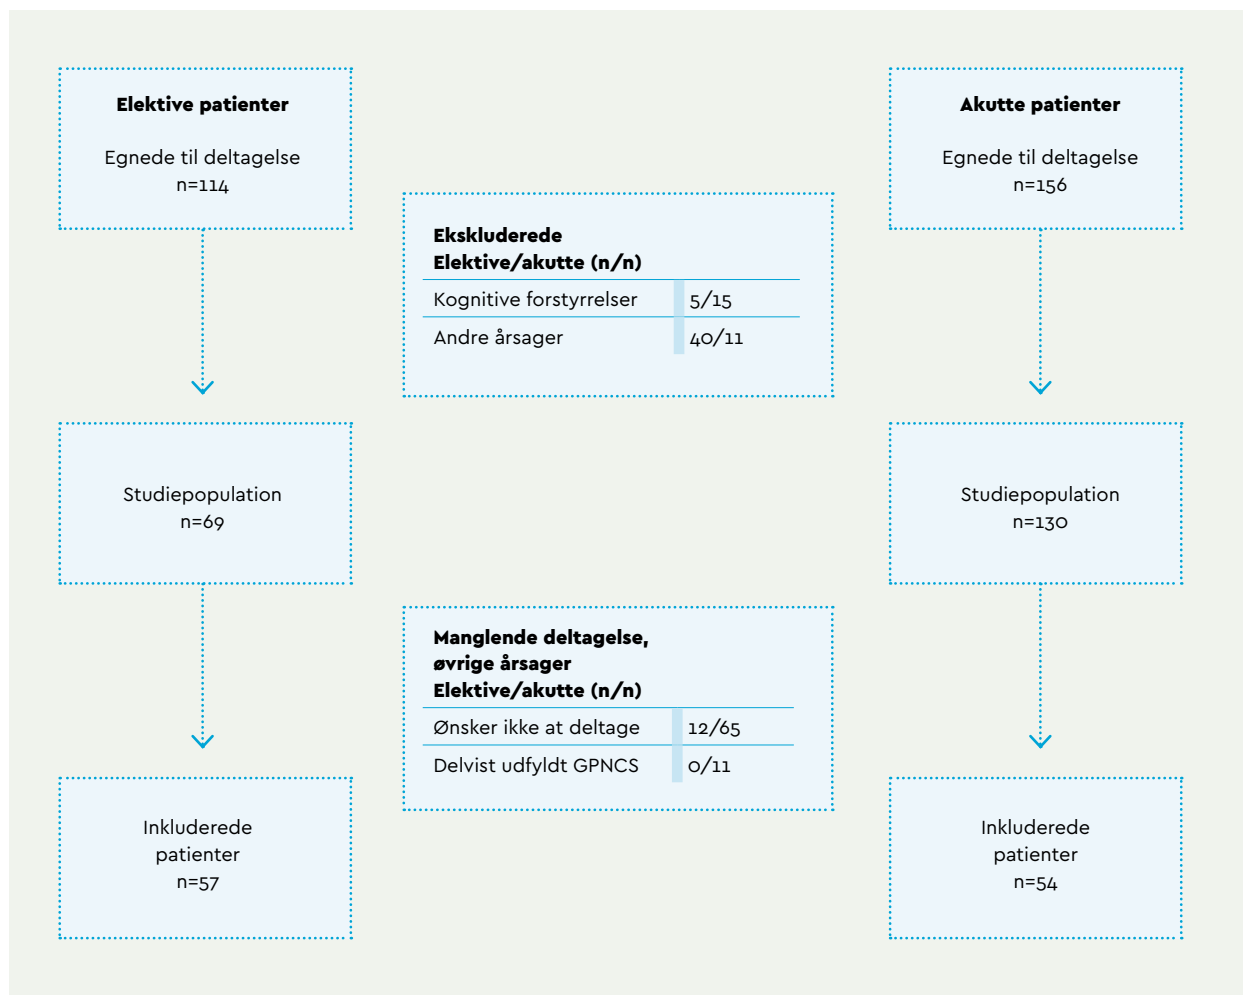 Elektive patienter
Egnede til deltagelse
n=114
Akutte patienter
Egnede til deltagelse
n=156
Ekskluderede
Elektive/akutte (n/n)
Kognitive forstyrrelser 5/15
Andre årsager 40/11
Studiepopulation
n=69
Studiepopulation
n=130
Manglende deltagelse,
øvrige årsager
Elektive/akutte (n/n)
Ønsker ikke at deltage 12/65
Delvist udfyldt GPNCS 0/11
Inkluderede
patienter
n=57
Inkluderede
patienter
n=54